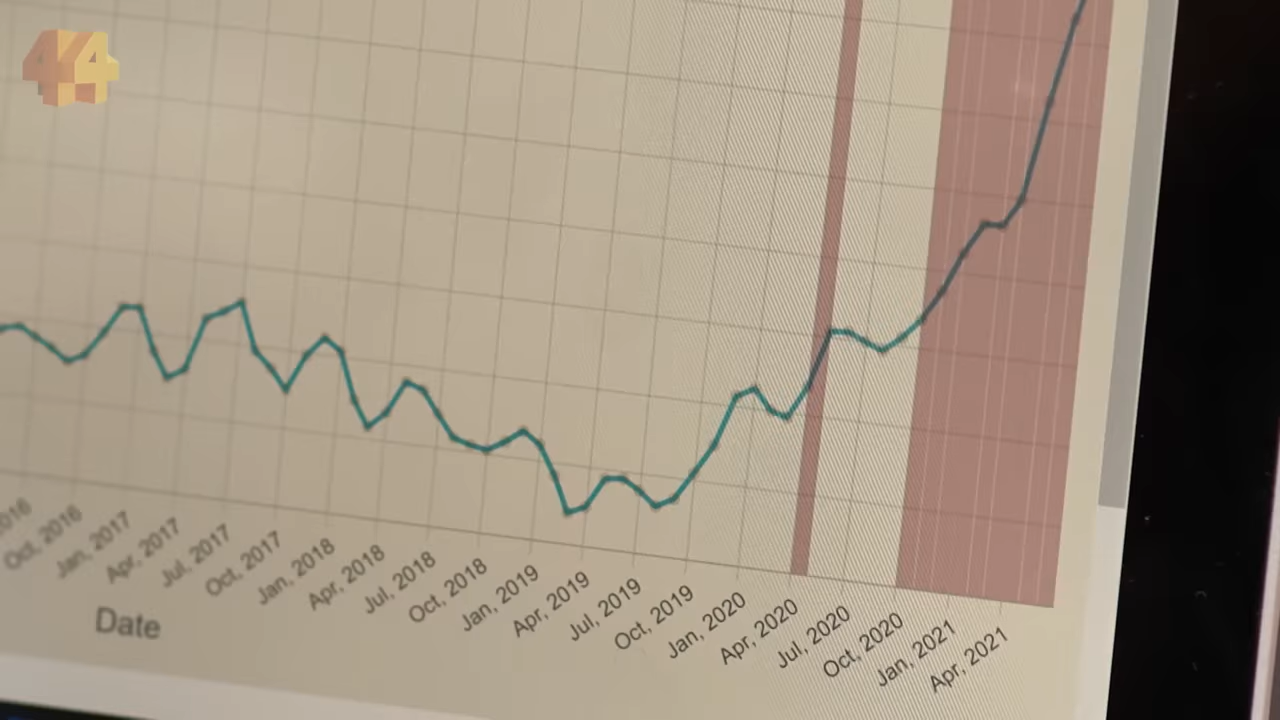 44
Oct, 2016
Jan, 2017
Apr, 2017
Jul, 2017
Oct, 2017
Jan, 2018
Apr, 2018
Jul, 2018
Oct, 2018
Jan, 2019
Apr, 2019
Jul, 2019
Oct, 2019
Jan, 2020
Apr, 2020
Jul, 2020
Oct, 2020
Jan, 2021
Apr, 2021
Date